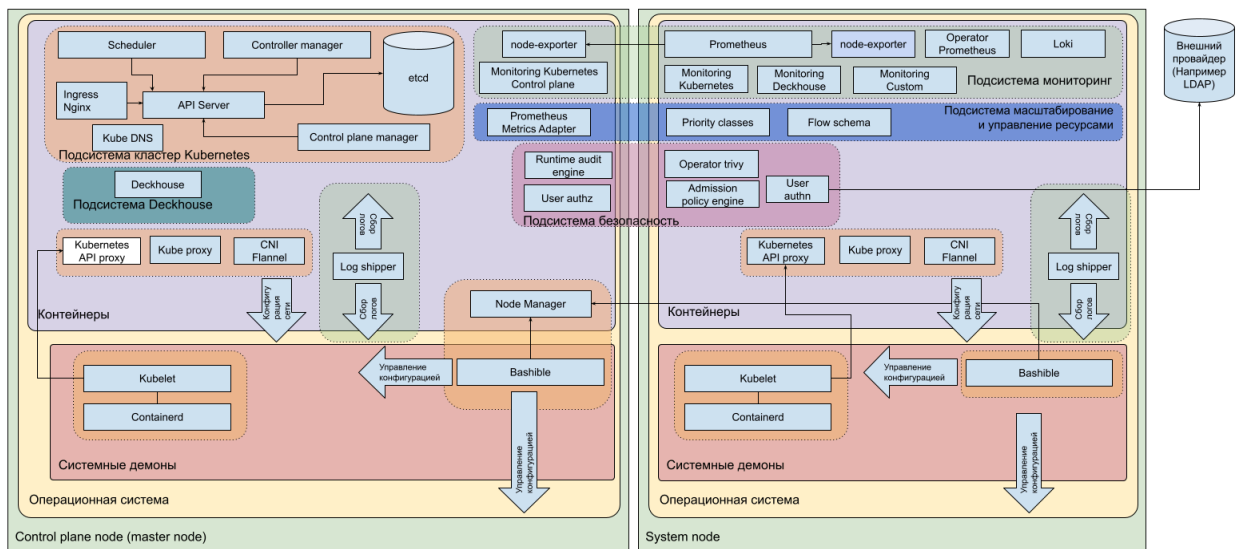 Scheduler
Controller manager
etcd
Ingress
Nginx
API Server
Kube DNS
Control plane manager
Подсистема кластер Kubernetes
Deckhouse
Подсистема Deckhouse
Kubernetes
API proxy
Kube proxy
CNI
Flannel
Конфигу
рация
сети
Контейнеры
Сбор
логов
Log shipper
Сбор
логов
Node Manager
Kubelet
Containerd
Управление
конфигурацией
Bashible
Управление
конфигурацией
Системные демоны
Операционная система
Control plane node (master node)
node-exporter
Prometheus
node-exporter
Operator
Prometheus
Loki
Monitoring Kubernetes
Control plane
Monitoring
Kubernetes
Monitoring
Deckhouse
Monitoring
Custom
Подсистема мониторинг
Prometheus
Metrics Adapter
Priority classes
Flow schema
Подсистема масштабирование
и управление ресурсами
Runtime audit
engine
Operator trivy
User authz
Admission
policy engine
User
authn
Подсистема безопасность
Kubernetes
API proxy
Kube proxy
CNI
Flannel
Конфигу
рация
сети
Контейнеры
Сбор
логов
Log shipper
Сбор
логов
Kubelet
Containerd
Управление
конфигурацией
Bashible
Управление
конфигурацией
Системные демоны
Операционная система
System node
Внешний
провайдер
(Например
LDAP)